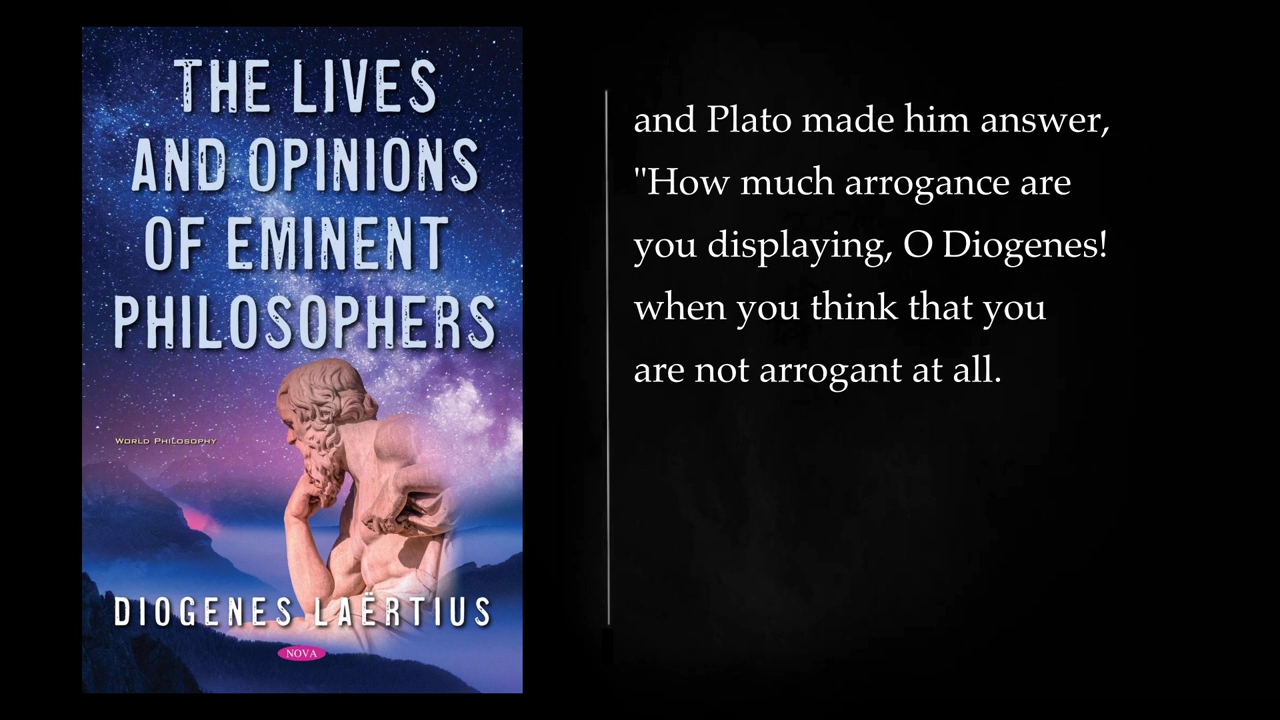 THE LIVES
AND OPINIONS
OF EMINENT
PHILOSOPHERS
WORLD PHILOSOPHY
DIOGENES LAËRTIUS
NOVA
and Plato made him answer,
"How much arrogance are
you displaying, O Diogenes!
when you think that you
are not arrogant at all.